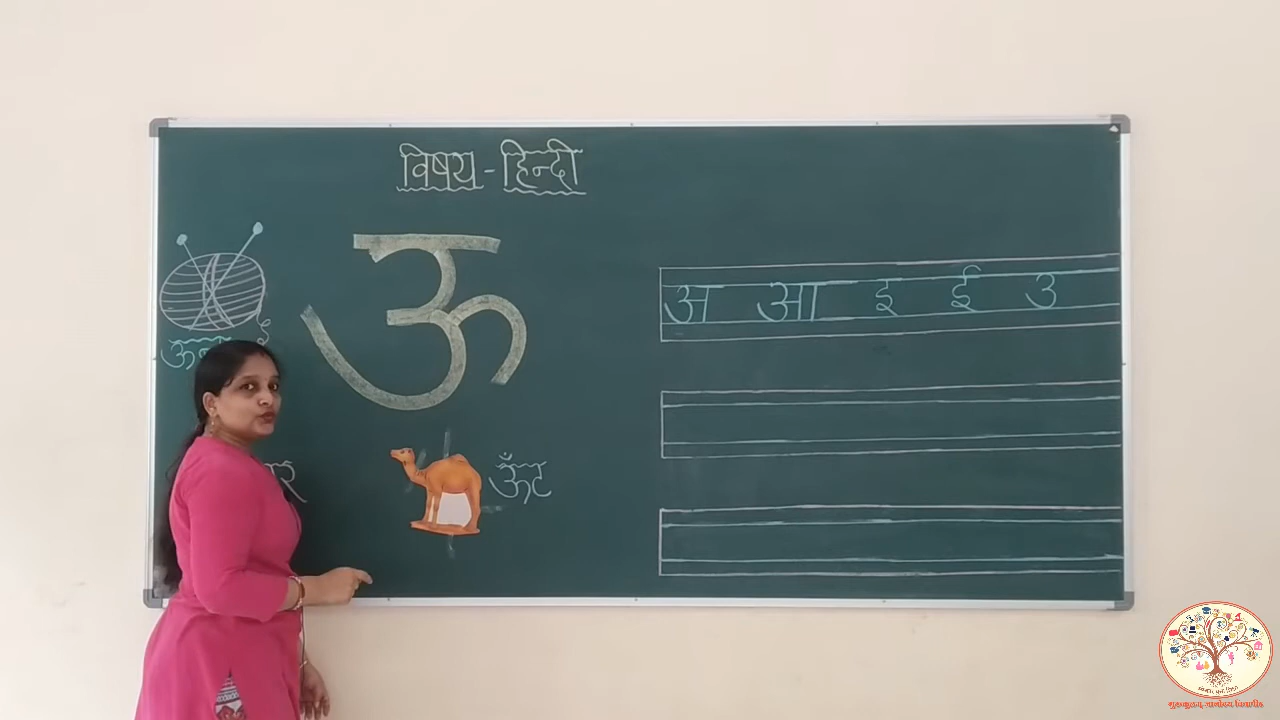 विषय - हिन्दी
ऊ
अ आ इ ई उ
ऊँट